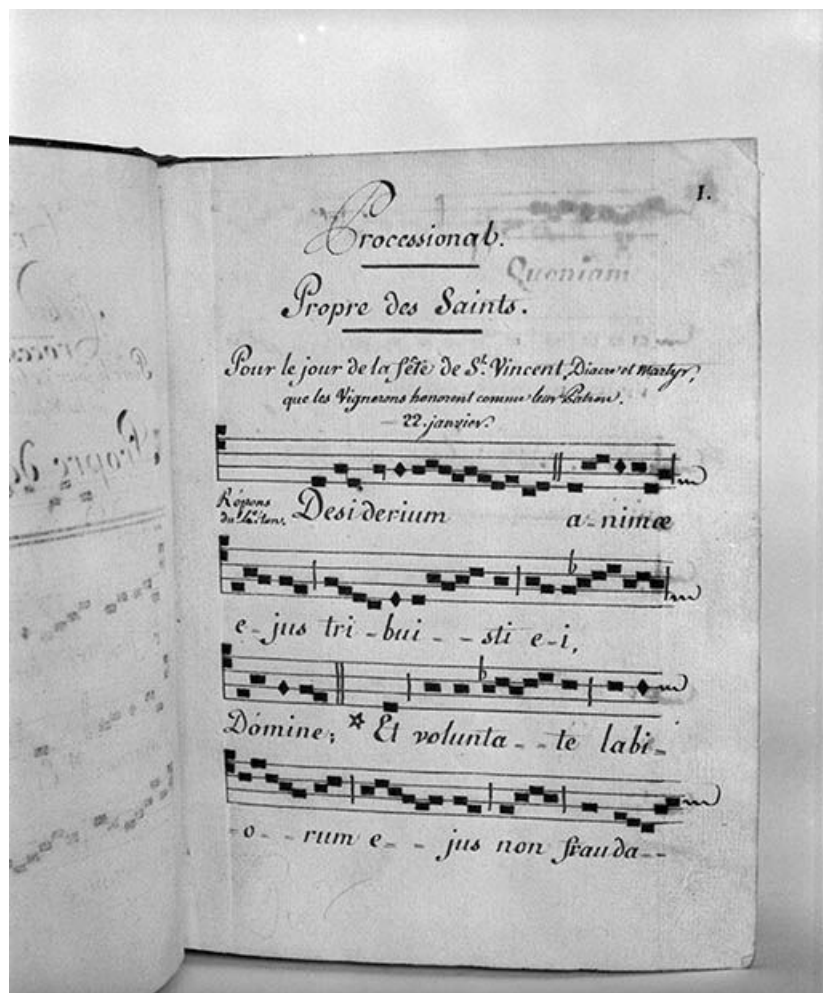 1.
Processional.
Propre des Saints.
Pour le jour de la fête de St. Vincent, Diacre et Martyr,
que les Vignerons honorent comme leur Patron.
22. janvier.
Répons
Desiderium a-nimæ
e-jus tri-bui--sti e-i,
Dómine; * Et volunta--te labi-
-o--rum e--jus non frauda--
Quoniam